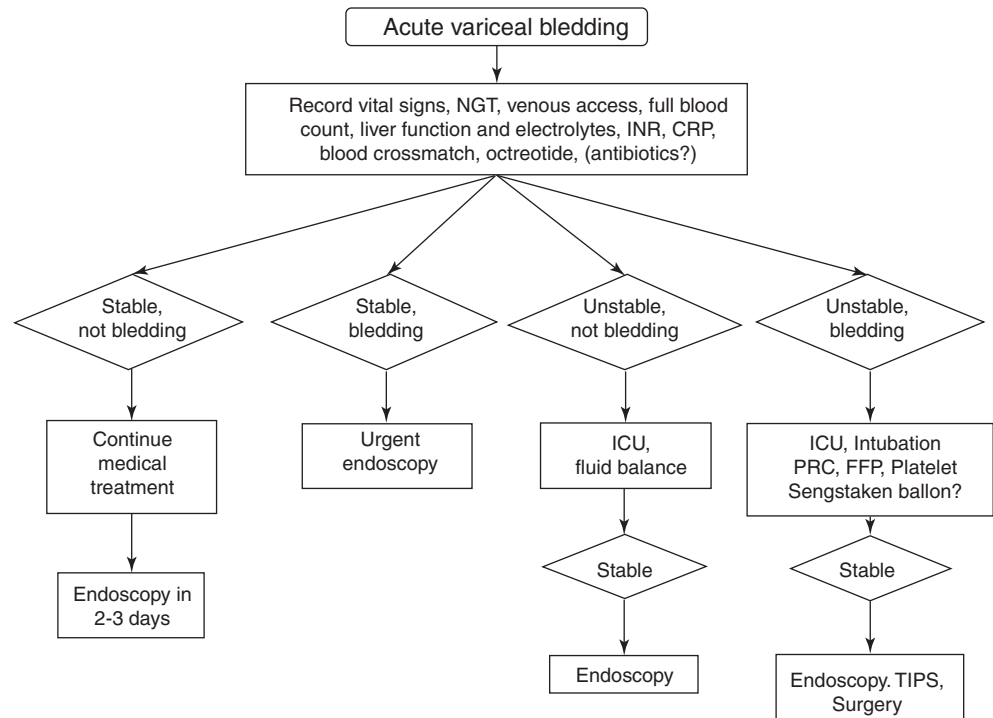 Acute variceal bledding
Record vital signs, NGT, venous access, full blood
count, liver function and electrolytes, INR, CRP,
blood crossmatch, octreotide, (antibiotics?)
Stable,
not bledding
Stable,
bledding
Unstable,
not bledding
Unstable,
bledding
Continue
medical
treatment
Urgent
endoscopy
ICU,
fluid balance
ICU, Intubation
PRC, FFP, Platelet
Sengstaken ballon?
Endoscopy in
2-3 days
Stable
Stable
Endoscopy
Endoscopy. TIPS,
Surgery